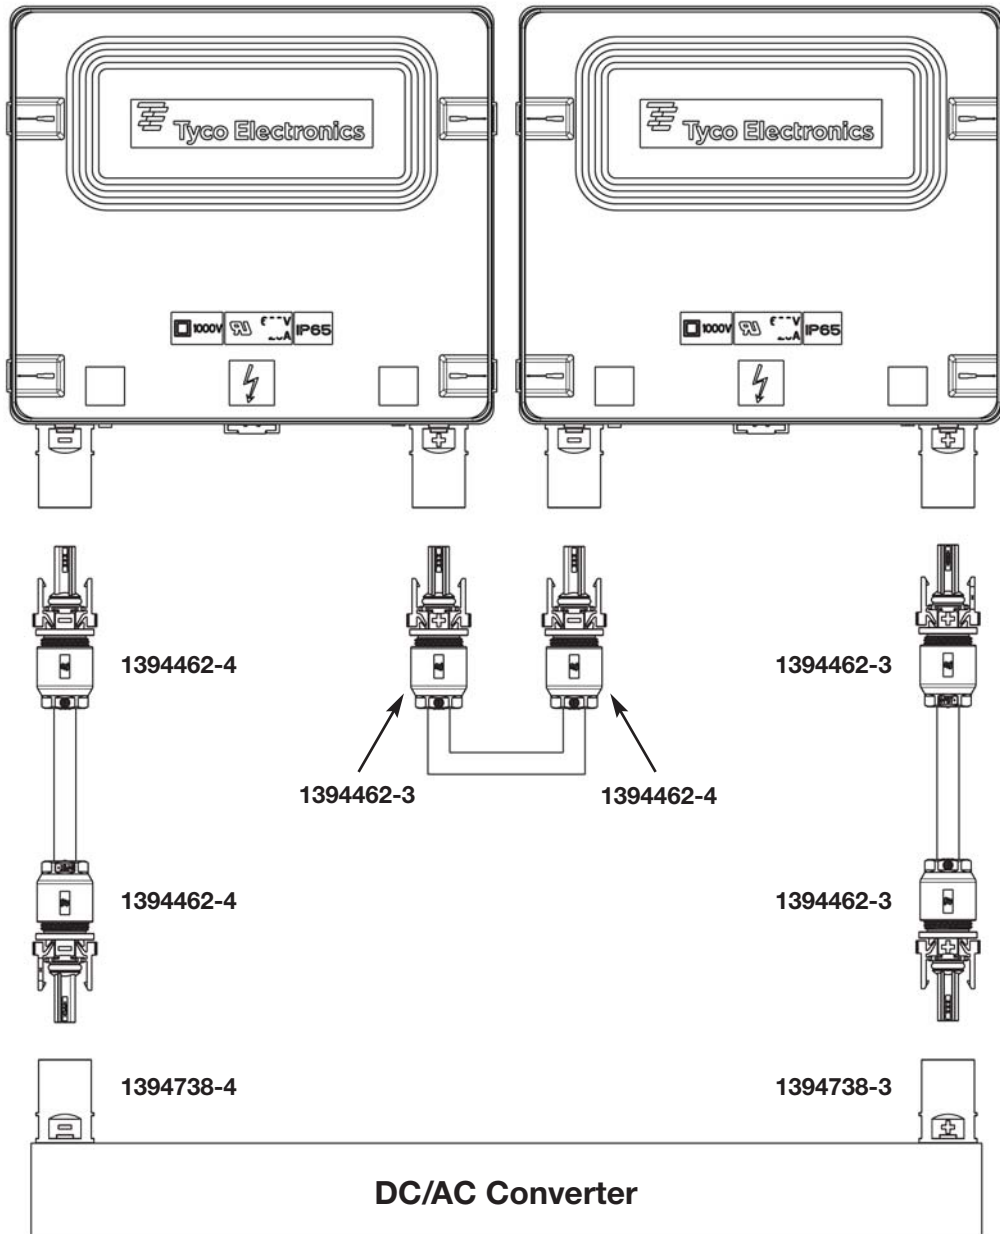 Tyco Electronics
Tyco Electronics
1000V
IP65
1000V
IP65
-
+
-
+
-
+
-
+
1394462-4
1394462-3
1394462-3
1394462-4
1394462-4
1394462-3
-
+
1394738-4
1394738-3
-
+
DC/AC Converter